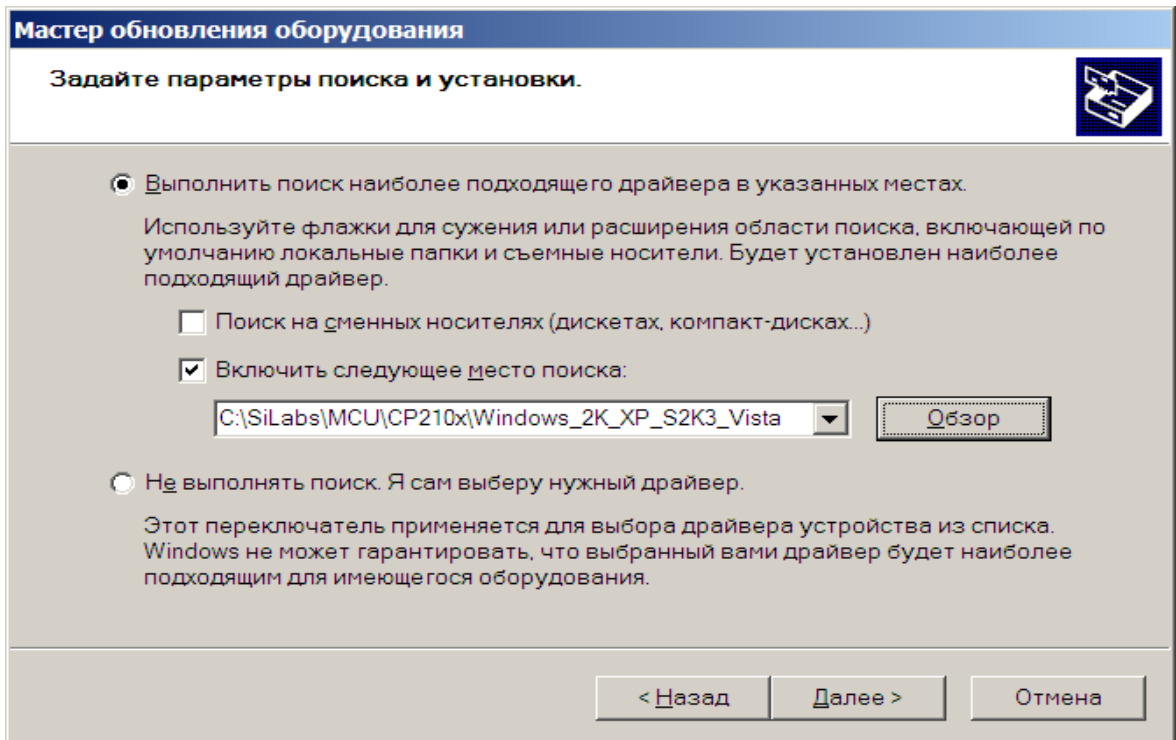 Мастер обновления оборудования
Задайте параметры поиска и установки.
Выполнить поиск наиболее подходящего драйвера в указанных местах.
Используйте флажки для сужения или расширения области поиска, включающей по
умолчанию локальные папки и съемные носители. Будет установлен наиболее
подходящий драйвер.
Поиск на сменных носителях (дискетах, компакт-дисках...)
Включить следующее место поиска:
C:\SiLabs\MCU\CP210x\Windows_2K_XP_S2K3_Vista
Обзор
Не выполнять поиск. Я сам выберу нужный драйвер.
Этот переключатель применяется для выбора драйвера устройства из списка.
Windows не может гарантировать, что выбранный вами драйвер будет наиболее
подходящим для имеющегося оборудования.
< Назад
Далее >
Отмена